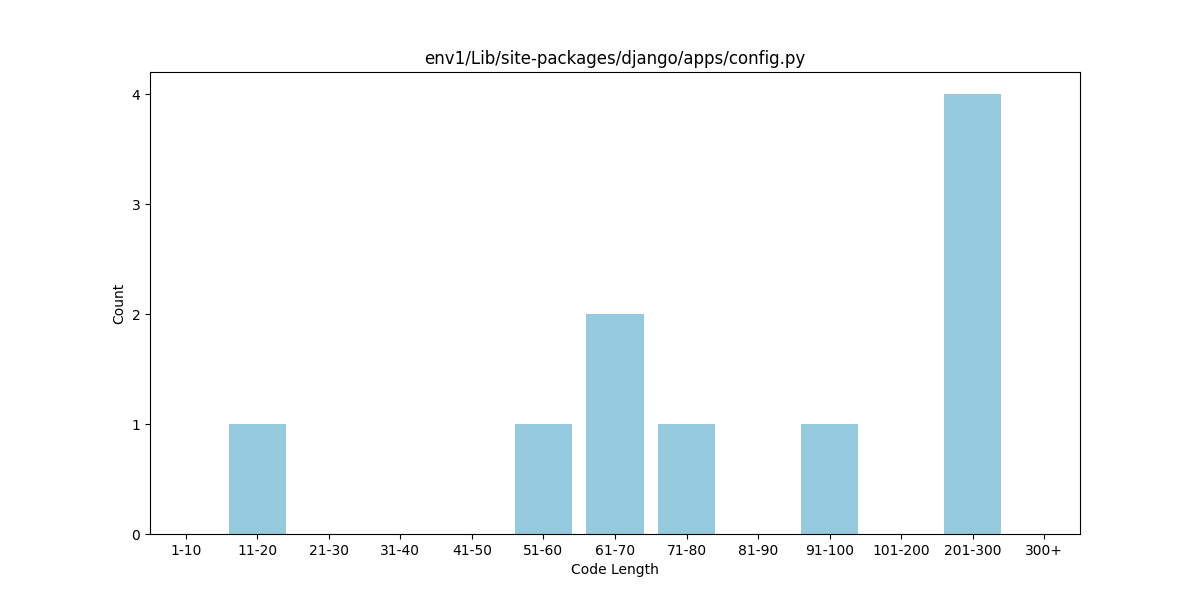 env1/Lib/site-packages/django/apps/config.py
4
3
2
1
0
Count
1-10 11-20 21-30 31-40 41-50 51-60 61-70 71-80 81-90 91-100 101-200 201-300 300+
Code Length